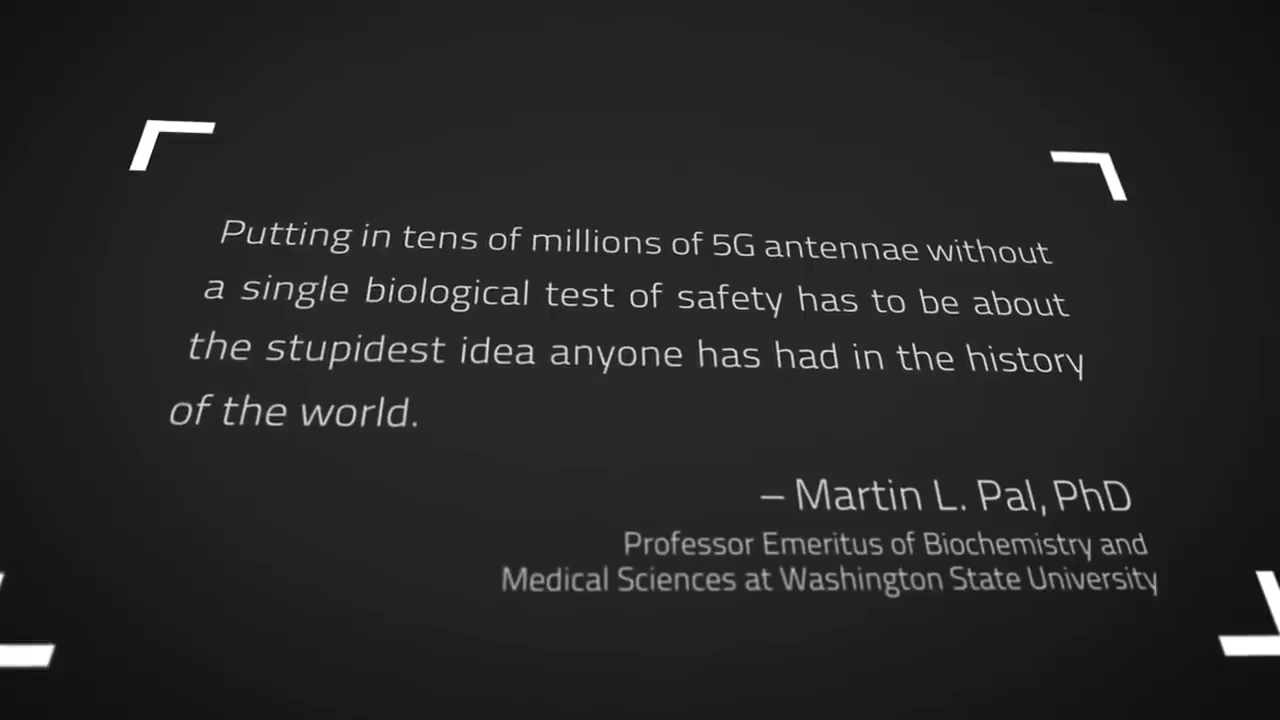 Putting in tens of millions of 5G antennae without
a single biological test of safety has to be about
the stupidest idea anyone has had in the history
of the world.
– Martin L. Pal, PhD
Professor Emeritus of Biochemistry and
Medical Sciences at Washington State University